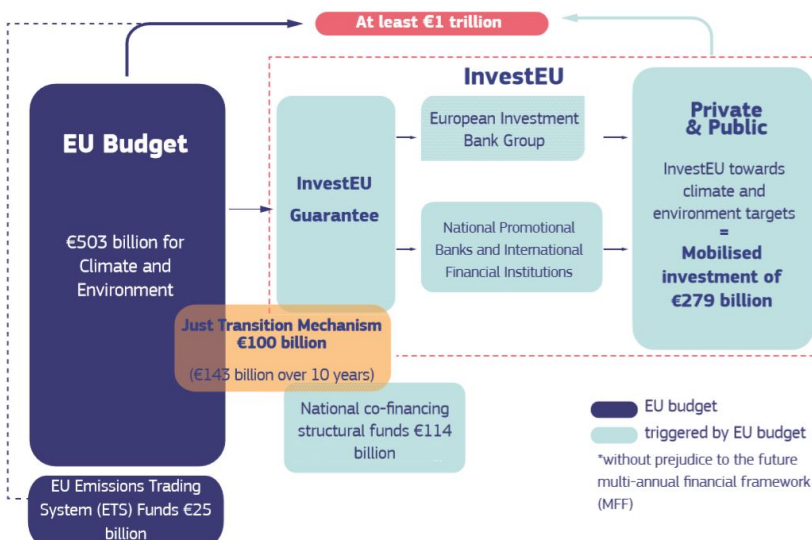 At least €1 trillion
EU Budget
€503 billion for
Climate and
Environment
InvestEU
InvestEU
Guarantee
European Investment
Bank Group
National Promotional
Banks and International
Financial Institutions
Private
& Public
InvestEU towards
climate and
environment targets
=
Mobilised
investment of
€279 billion
Just Transition Mechanism
€100 billion
(€143 billion over 10 years)
National co-financing
structural funds €114
billion
EU Emissions Trading
System (ETS) Funds €25
billion
EU budget
triggered by EU budget
*without prejudice to the future
multi-annual financial framework
(MFF)